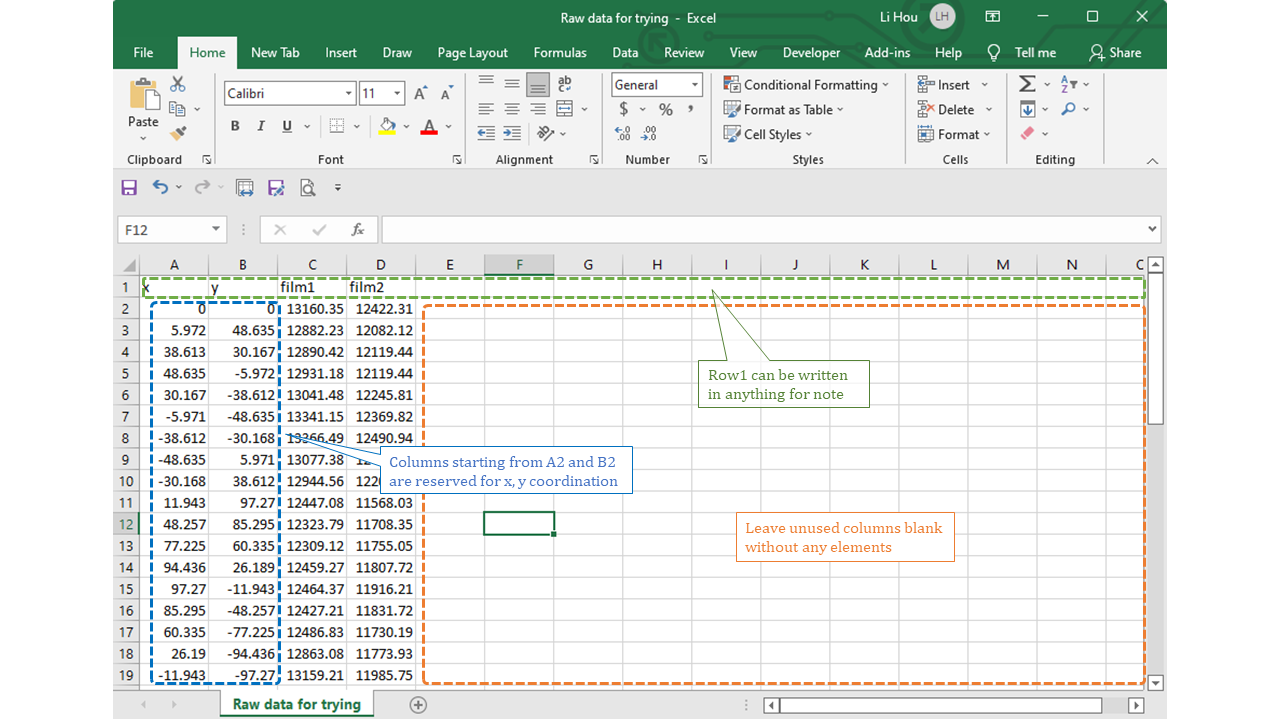 Raw data for trying - Excel Li Hou LH
File Home New Tab Insert Draw Page Layout Formulas Data Review View Developer Add-ins Help Tell me Share
Calibri 11 General Conditional Formatting Insert
Paste Format as Table Delete
B I U Cell Styles Format
Clipboard Font Alignment Number Styles Cells Editing
F12 fx
A B C D E F G H I J K L M N
1 x y film1 film2
2 0 0 13160.35 12422.31
3 5.972 48.635 12882.23 12082.12
4 38.613 30.167 12890.42 12119.44
5 48.635 -5.972 12931.18 12119.44
6 30.167 -38.612 13041.48 12245.81
7 -5.971 -48.635 13341.15 12369.82
8 -38.612 -30.168 13366.49 12490.94
9 -48.635 5.971 13077.38
10 -30.168 38.612 12944.56
11 11.943 97.27 12447.08 11568.03
12 48.257 85.295 12323.79 11708.35
13 77.225 60.335 12309.12 11755.05
14 94.436 26.189 12459.27 11807.72
15 97.27 -11.943 12464.37 11916.21
16 85.295 -48.257 12427.21 11831.72
17 60.335 -77.225 12486.83 11730.19
18 26.19 -94.436 12863.08 11773.93
19 -11.943 -97.27 13159.21 11985.75
Row1 can be written
in anything for note
Columns starting from A2 and B2
are reserved for x, y coordination
Leave unused columns blank
without any elements
Raw data for trying